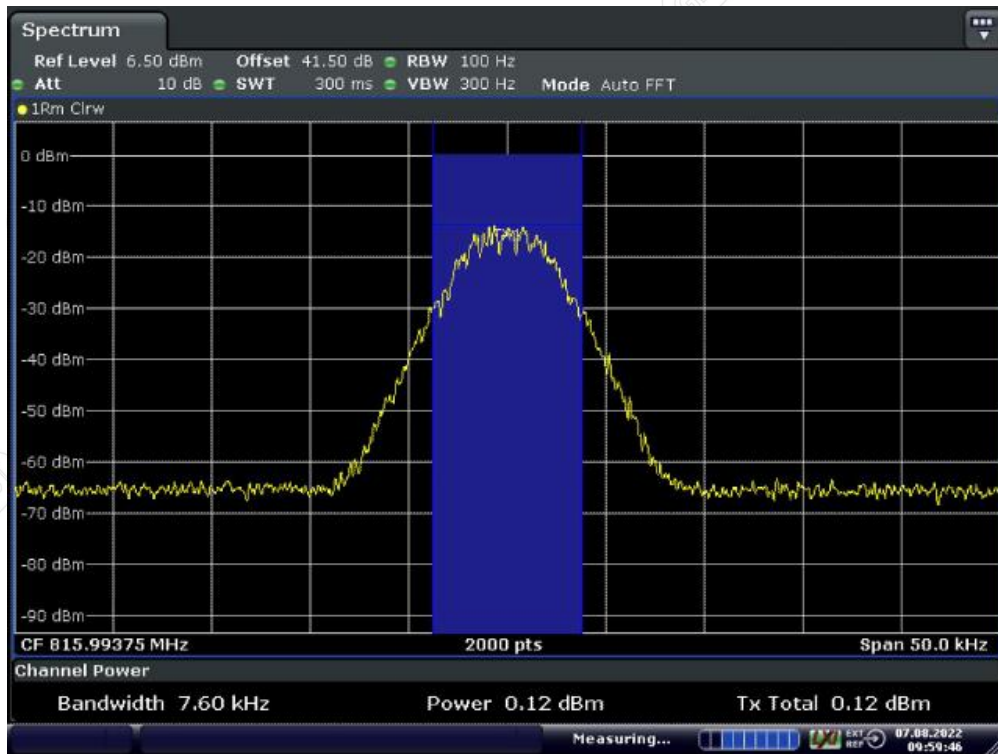 Spectrum
Ref Level 6.50 dBm Offset 41.50 dB RBW 100 Hz
Att 10 dB SWT 300 ms VBW 300 Hz Mode Auto FFT
1Rm Clrw
0 dBm
-10 dBm
-20 dBm
-30 dBm
-40 dBm
-50 dBm
-60 dBm
-70 dBm
-80 dBm
-90 dBm
CF 815.99375 MHz 2000 pts Span 50.0 kHz
Channel Power
Bandwidth 7.60 kHz Power 0.12 dBm Tx Total 0.12 dBm
Measuring... EXT REF 07.08.2022
09:59:46